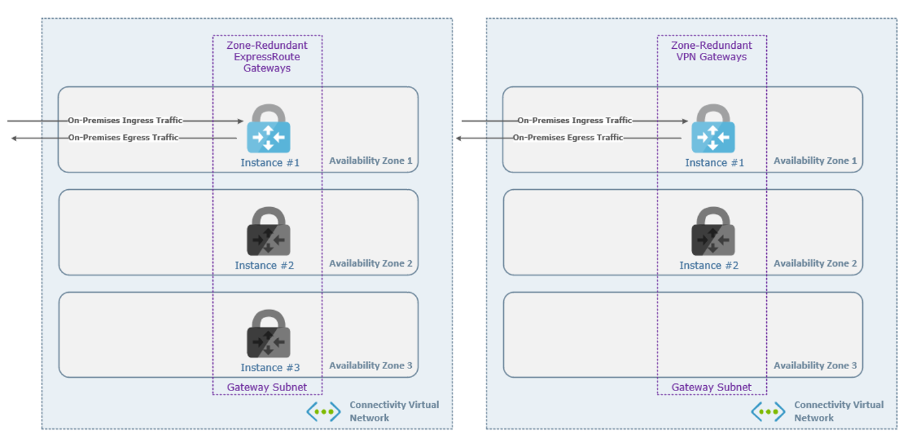 Zone-Redundant
ExpressRoute
Gateways
On-Premises Ingress Traffic
On-Premises Egress Traffic
Instance #1
Availability Zone 1
Instance #2
Availability Zone 2
Instance #3
Availability Zone 3
Gateway Subnet
Connectivity Virtual
Network
Zone-Redundant
VPN Gateways
On-Premises Ingress Traffic
On-Premises Egress Traffic
Instance #1
Availability Zone 1
Instance #2
Availability Zone 2
Availability Zone 3
Gateway Subnet
Connectivity Virtual
Network